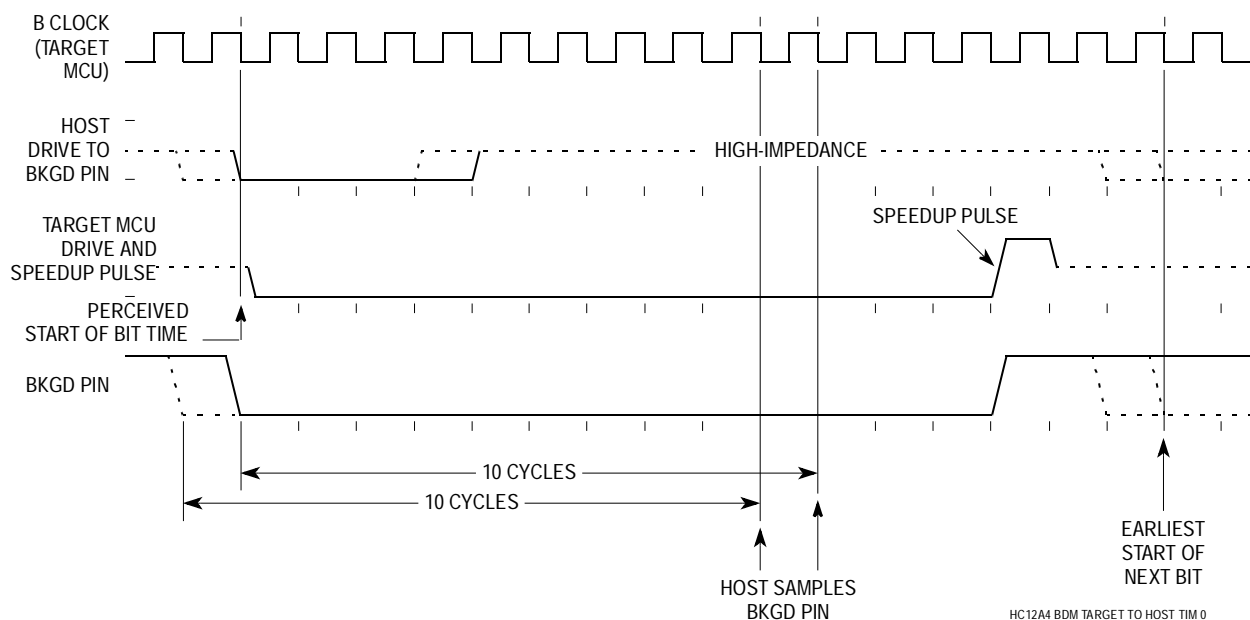 B CLOCK
(TARGET
MCU)
HOST
DRIVE TO
BKGD PIN
HIGH-IMPEDANCE
TARGET MCU
DRIVE AND
SPEEDUP PULSE
SPEEDUP PULSE
PERCEIVED
START OF BIT TIME
BKGD PIN
10 CYCLES
10 CYCLES
HOST SAMPLES
BKGD PIN
EARLIEST
START OF
NEXT BIT
HC12A4 BDM TARGET TO HOST TIM 0